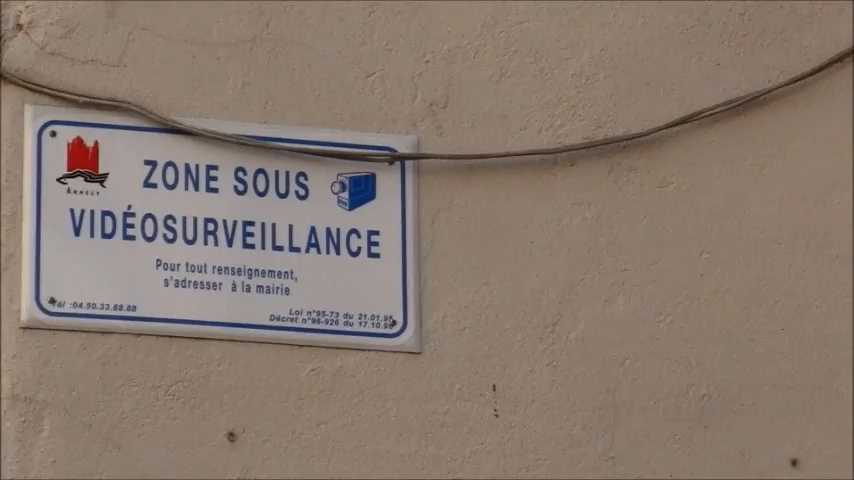 ANNECY
ZONE SOUS
VIDÉOSURVEILLANCE
Pour tout renseignement,
s'adresser à la mairie
Tél :04.50.33.88.88
Loi n°95-73 du 21.01.95
Décret n°96-926 du 17.10.96